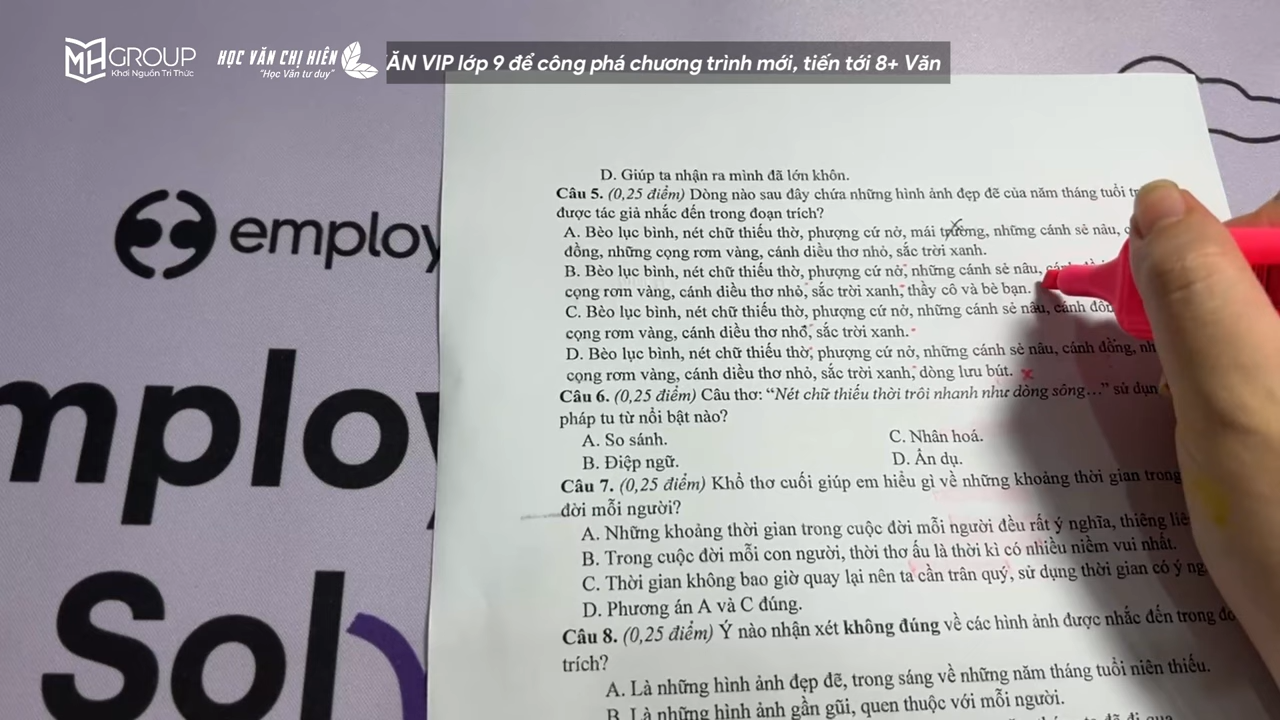 MH GROUP
Khơi Nguồn Tri Thức
HỌC VĂN CHỊ HIÊN
"Học Văn tư duy"
ĂN VIP lớp 9 để công phá chương trình mới, tiến tới 8+ Văn
employ
mploy
Sol
D. Giúp ta nhận ra mình đã lớn khôn.
Câu 5. (0,25 điểm) Dòng nào sau đây chứa những hình ảnh đẹp đẽ của năm tháng tuổi
được tác giả nhắc đến trong đoạn trích?
A. Bèo lục bình, nét chữ thiếu thờ, phượng cứ nở, mái trường, những cánh sẻ nâu,
đồng, những cọng rơm vàng, cánh diều thơ nhỏ, sắc trời xanh.
B. Bèo lục bình, nét chữ thiếu thờ, phượng cứ nở, những cánh sẻ nâu,
cọng rơm vàng, cánh diều thơ nhỏ, sắc trời xanh, thầy cô và bè bạn.
C. Bèo lục bình, nét chữ thiếu thờ, phượng cứ nở, những cánh sẻ nâu, cánh
cọng rơm vàng, cánh diều thơ nhỏ, sắc trời xanh.
D. Bèo lục bình, nét chữ thiếu thờ, phượng cứ nở, những cánh sẻ nâu, cánh đồng,
cọng rơm vàng, cánh diều thơ nhỏ, sắc trời xanh, dòng lưu bút.
Câu 6. (0,25 điểm) Câu thơ: "Nét chữ thiếu thời trôi nhanh như dòng sông…" sử dụn
pháp tu từ nổi bật nào?
A. So sánh.
C. Nhân hoá.
B. Điệp ngữ.
D. Ẩn dụ.
Câu 7. (0,25 điểm) Khổ thơ cuối giúp em hiểu gì về những khoảng thời gian trong
đời mỗi người?
A. Những khoảng thời gian trong cuộc đời mỗi người đều rất ý nghĩa, thiêng
B. Trong cuộc đời mỗi con người, thời thơ ấu là thời kì có nhiều niềm vui nhất.
C. Thời gian không bao giờ quay lại nên ta cần trân quý, sử dụng thời gian có ý
D. Phương án A và C đúng.
Câu 8. (0,25 điểm) Ý nào nhận xét không đúng về các hình ảnh được nhắc đến trong
trích?
A. Là những hình ảnh đẹp đẽ, trong sáng về những năm tháng tuổi niên thiếu.
B. Là những hình ảnh gần gũi, quen thuộc với mỗi người.